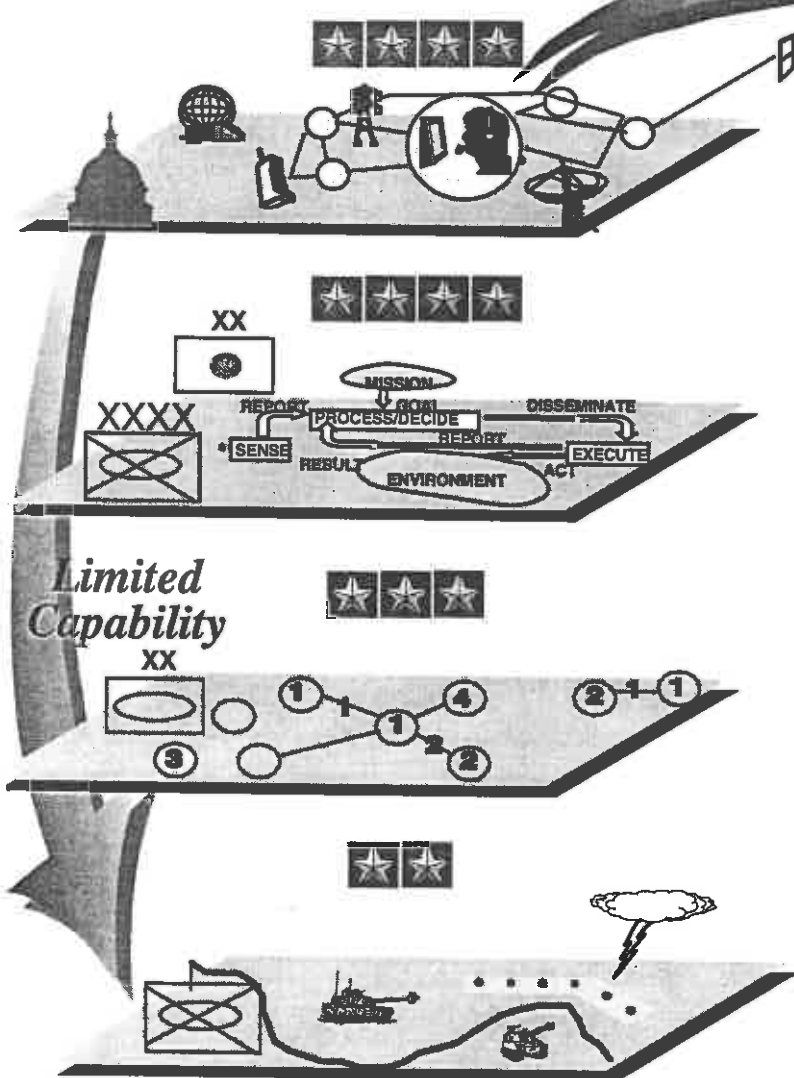 XX
MISSION
XXXX
REPORT
GOAL
DISSEMINATE
PROCESS/DECIDE
REPORT
* SENSE
EXECUTE
RESULT
ACT
ENVIRONMENT
Limited
Capability
XX
1
1
4
2
1
1
1
2
3
2